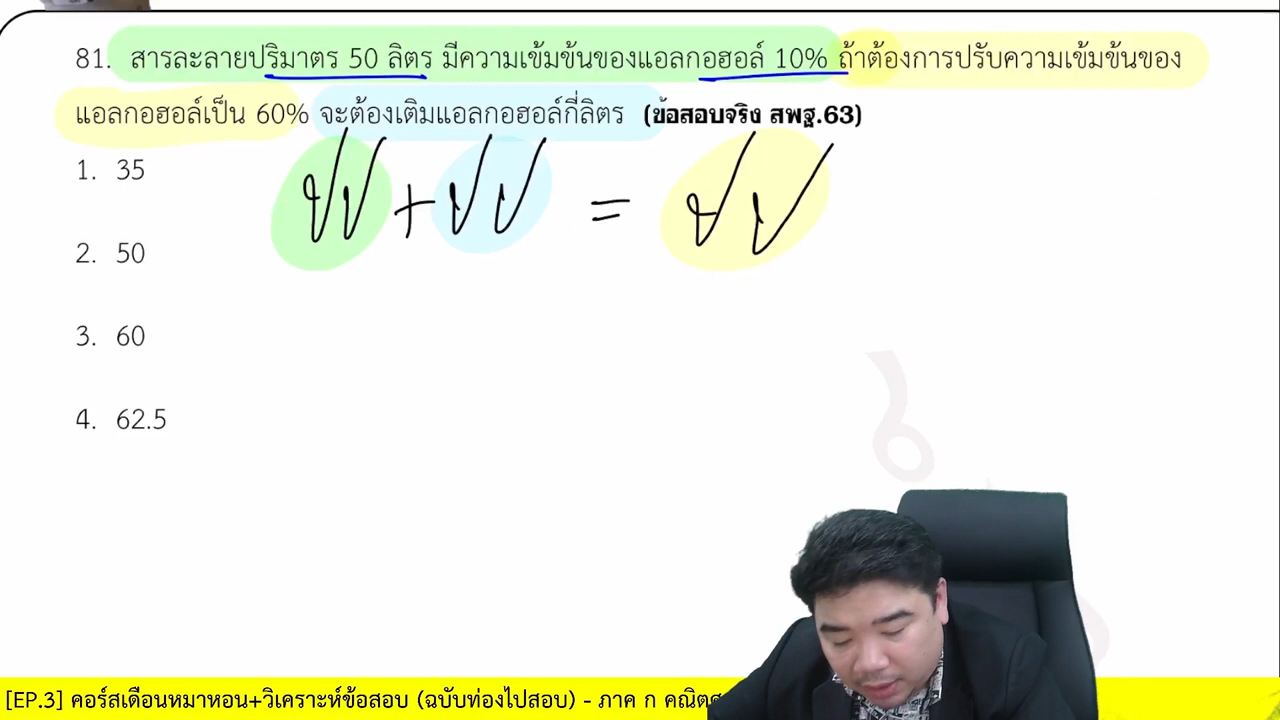 81. สารละลายปริมาตร 50 ลิตร มีความเข้มข้นของแอลกอฮอล์ 10% ถ้าต้องการปรับความเข้มข้นของ
แอลกอฮอล์เป็น 60% จะต้องเติมแอลกอฮอล์กี่ลิตร (ข้อสอบจริง สพฐ.63)
ป ป + ป ป = ป ป
1. 35
2. 50
3. 60
4. 62.5
[EP.3] คอร์สเดือนหมาหอน+วิเคราะห์ข้อสอบ (ฉบับท่องไปสอบ) - ภาค ก